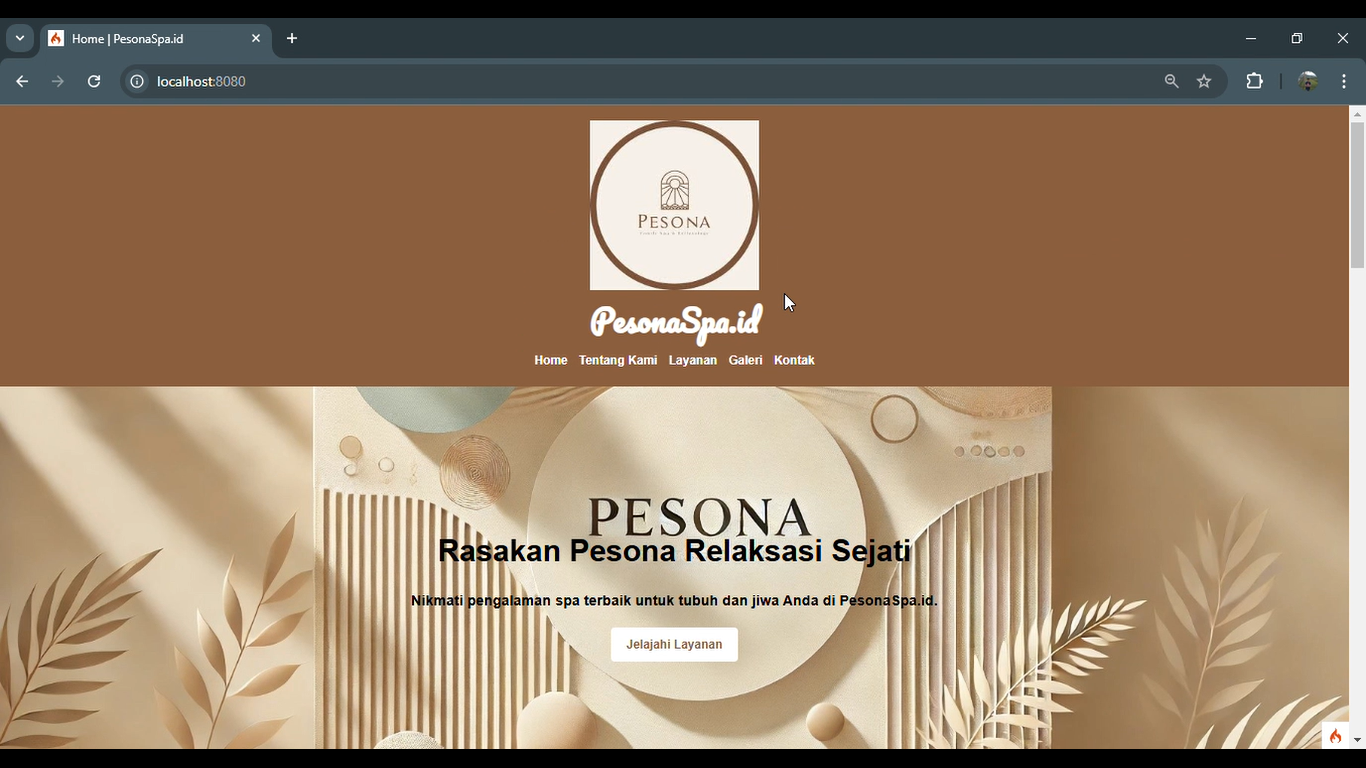 Home | PesonaSpa.id
localhost:8080
PESONA
PesonaSpa.id
Home Tentang Kami Layanan Galeri Kontak
PESONA
Rasakan Pesona Relaksasi Sejati
Nikmati pengalaman spa terbaik untuk tubuh dan jiwa Anda di PesonaSpa.id.
Jelajahi Layanan